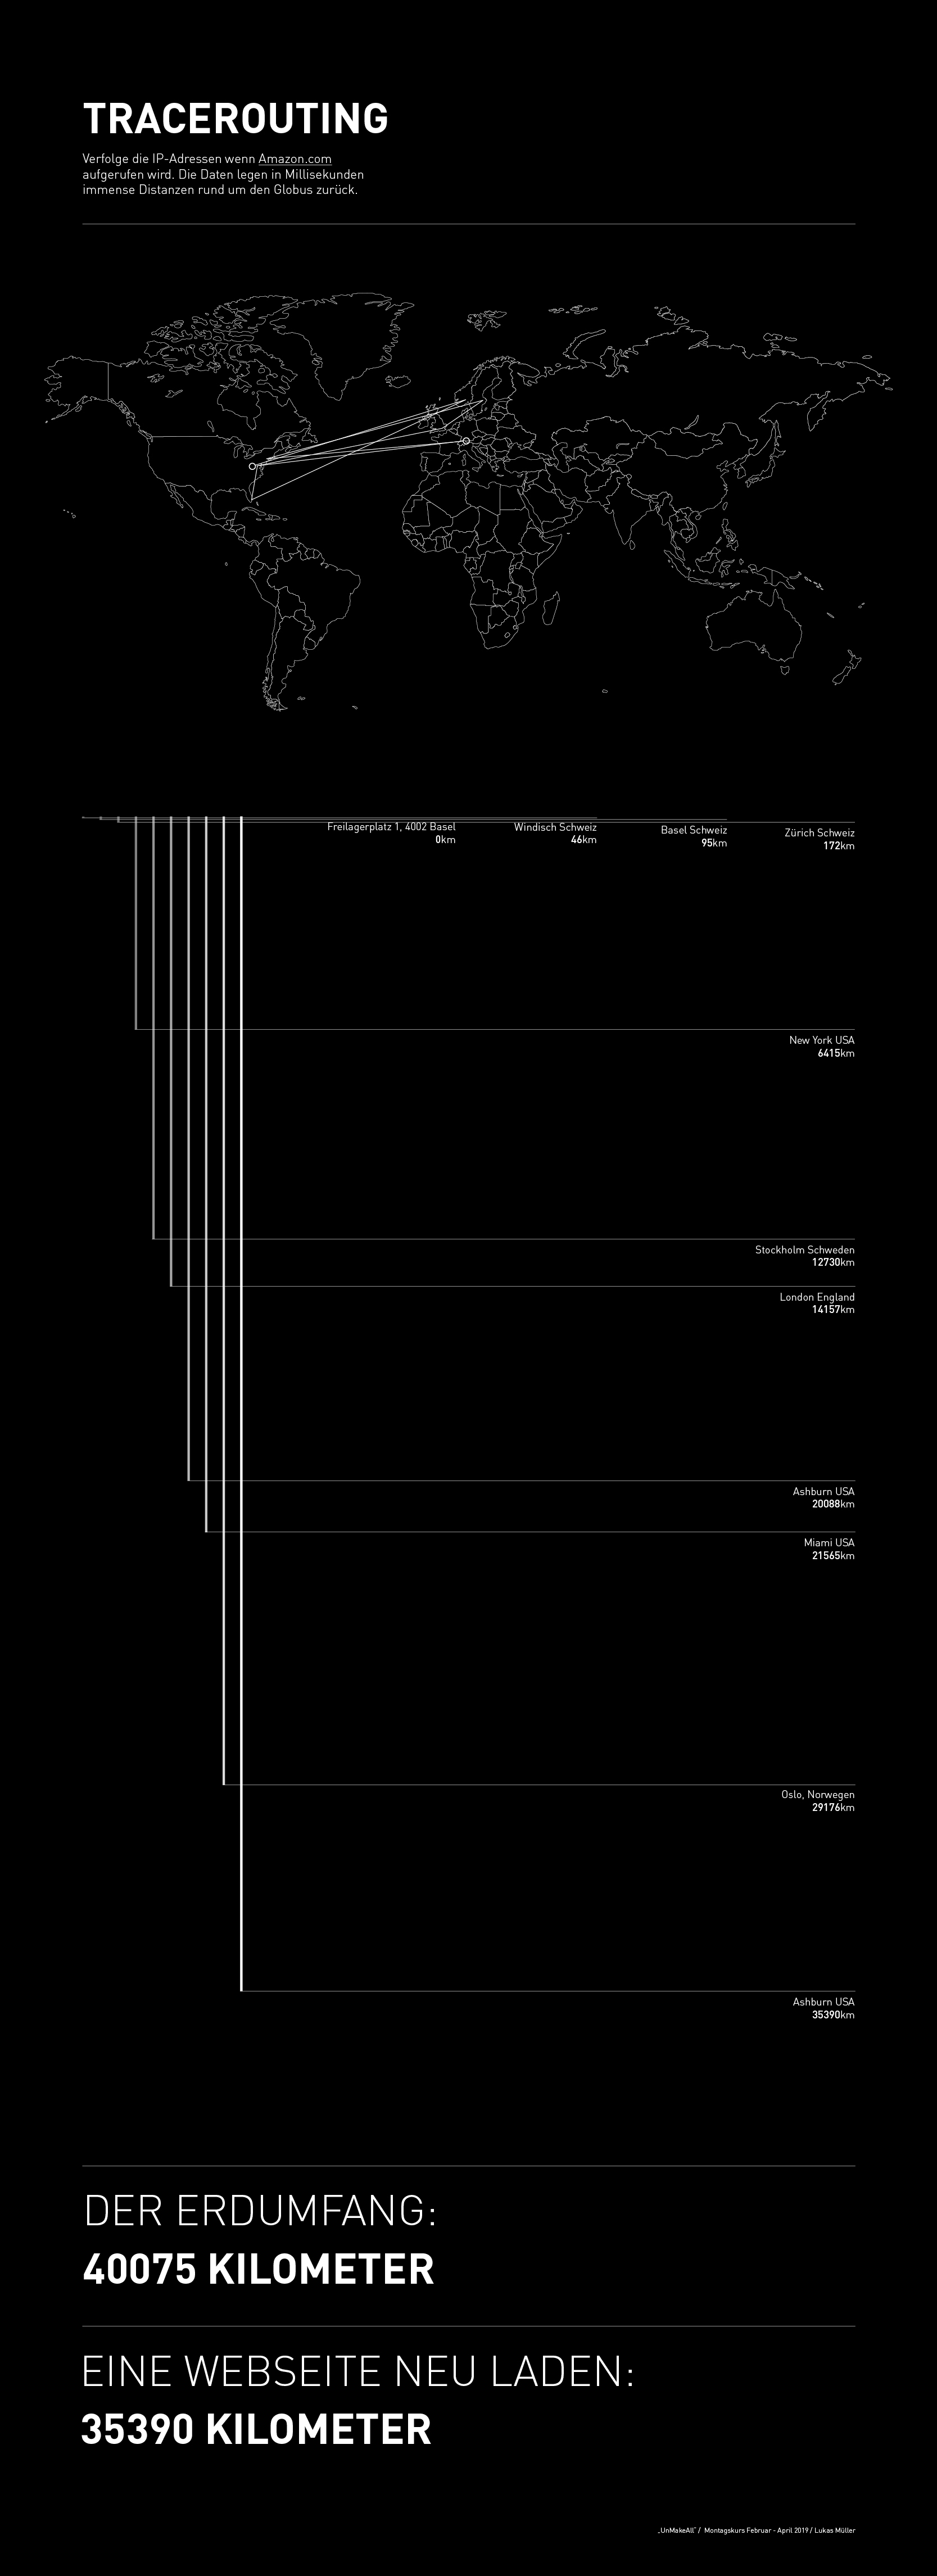 TRACEROUTING
Verfolge die IP-Adressen wenn Amazon.com
aufgerufen wird. Die Daten legen in Millisekunden
immense Distanzen rund um den Globus zurück.
Freilagerplatz 1, 4002 Basel
0km
Windisch Schweiz
46km
Basel Schweiz
95km
Zürich Schweiz
172km
New York USA
6415km
Stockholm Schweden
12730km
London England
14157km
Ashburn USA
20088km
Miami USA
21565km
Oslo, Norwegen
29176km
Ashburn USA
35390km
DER ERDUMFANG:
40075 KILOMETER
EINE WEBSEITE NEU LADEN:
35390 KILOMETER
„UnMakeAll“ / Montagskurs Februar - April 2019 / Lukas Müller